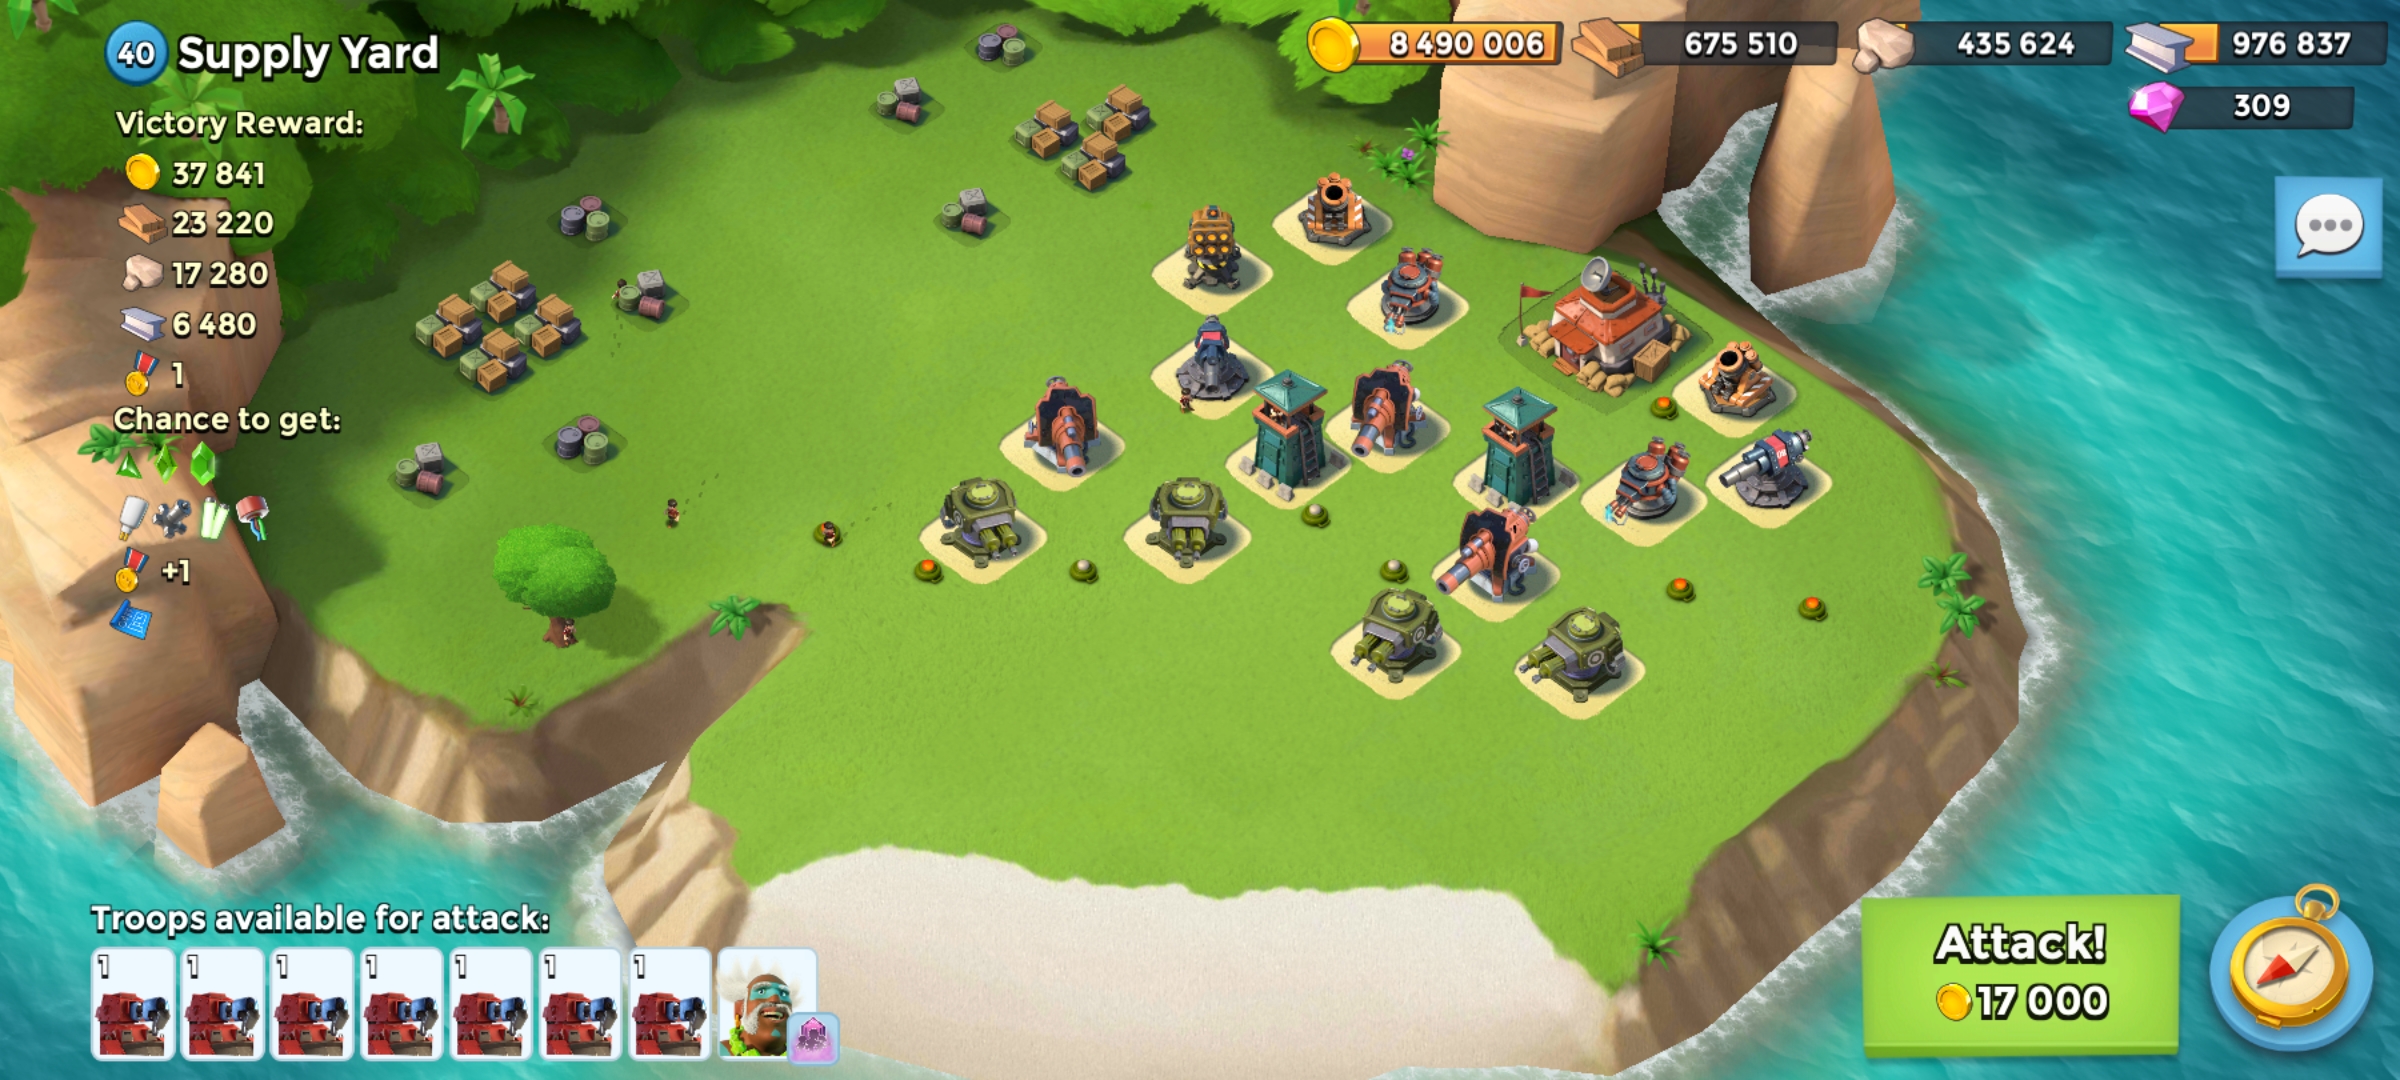 40 Supply Yard
8 490 006
675 510
435 624
976 837
309
Victory Reward:
37 841
23 220
17 280
6 480
1
Chance to get:
+1
Troops available for attack:
1 1 1 1 1 1 1
Attack!
17 000